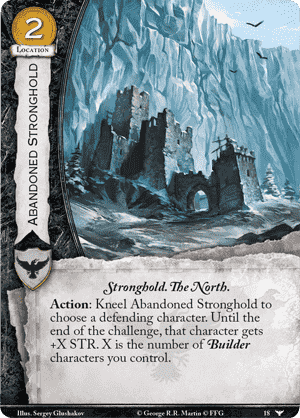 2
LOCATION
ABANDONED STRONGHOLD
Stronghold. The North.
Action: Kneel Abandoned Stronghold to
choose a defending character. Until the
end of the challenge, that character gets
+X STR. X is the number of Builder
characters you control.
Illus. Sergey Glushakov
© George R.R. Martin © FFG
18